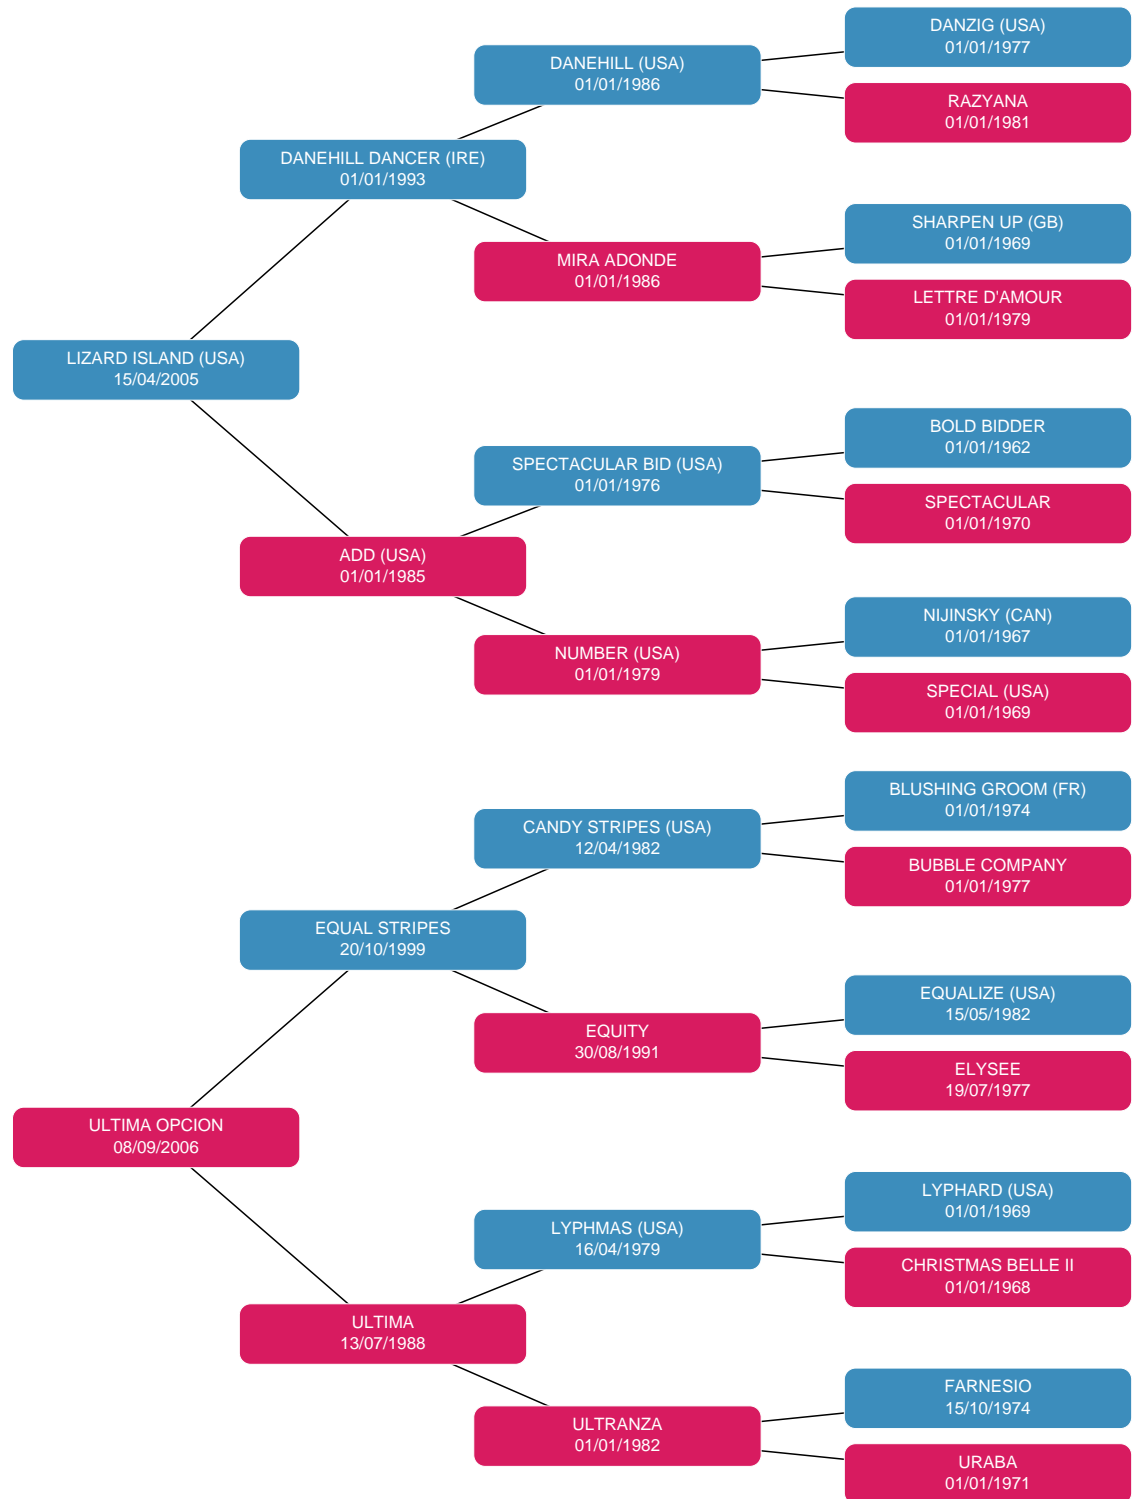 DANZIG (USA)
01/01/1977
DANEHILL (USA)
01/01/1986
RAZYANA
01/01/1981
DANEHILL DANCER (IRE)
01/01/1993
SHARPEN UP (GB)
01/01/1969
MIRA ADONDE
01/01/1986
LETTRE D'AMOUR
01/01/1979
LIZARD ISLAND (USA)
15/04/2005
BOLD BIDDER
01/01/1962
SPECTACULAR BID (USA)
01/01/1976
SPECTACULAR
01/01/1970
ADD (USA)
01/01/1985
NIJINSKY (CAN)
01/01/1967
NUMBER (USA)
01/01/1979
SPECIAL (USA)
01/01/1969
BLUSHING GROOM (FR)
01/01/1974
CANDY STRIPES (USA)
12/04/1982
BUBBLE COMPANY
01/01/1977
EQUAL STRIPES
20/10/1999
EQUALIZE (USA)
15/05/1982
EQUITY
30/08/1991
ELYSEE
19/07/1977
ULTIMA OPCION
08/09/2006
LYPHARD (USA)
01/01/1969
LYPHMAS (USA)
16/04/1979
CHRISTMAS BELLE II
01/01/1968
ULTIMA
13/07/1988
FARNESIO
15/10/1974
ULTRANZA
01/01/1982
URABA
01/01/1971